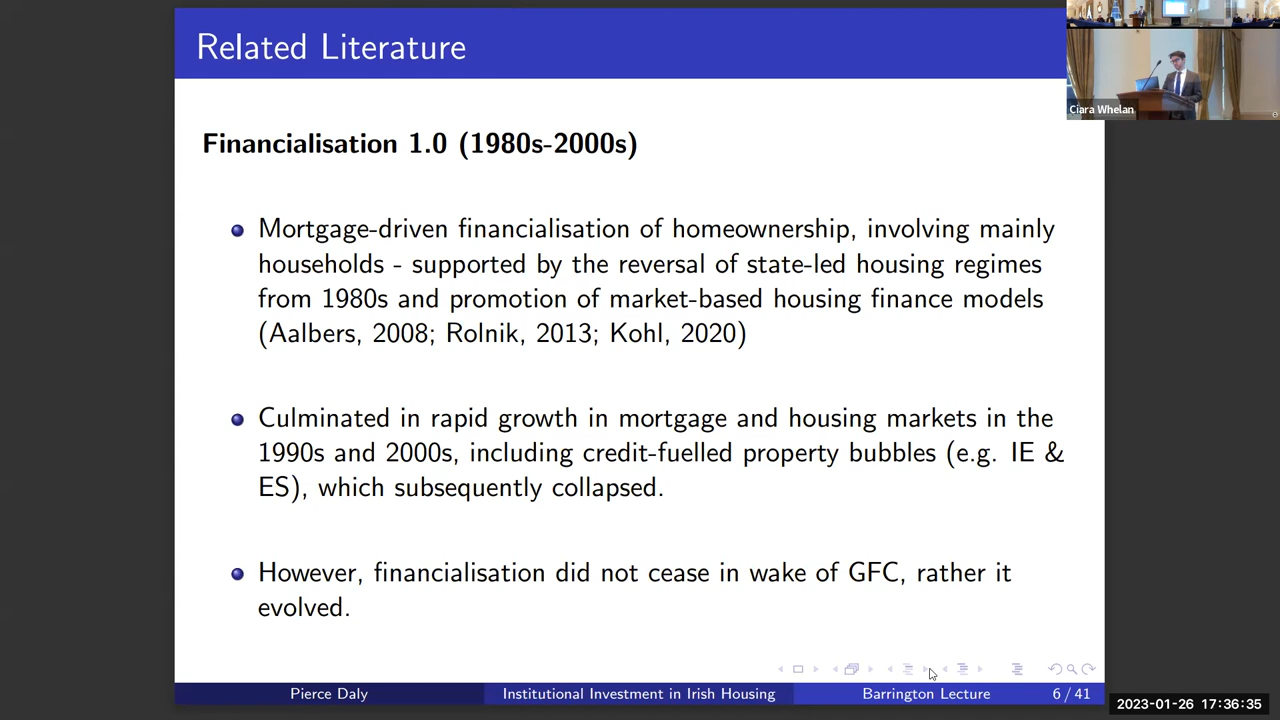 Related Literature
Ciara Whelan
Financialisation 1.0 (1980s-2000s)
Mortgage-driven financialisation of homeownership, involving mainly
households - supported by the reversal of state-led housing regimes
from 1980s and promotion of market-based housing finance models
(Aalbers, 2008; Rolnik, 2013; Kohl, 2020)
Culminated in rapid growth in mortgage and housing markets in the
1990s and 2000s, including credit-fuelled property bubbles (e.g. IE &
ES), which subsequently collapsed.
However, financialisation did not cease in wake of GFC, rather it
evolved.
Pierce Daly
Institutional Investment in Irish Housing
Barrington Lecture
6 / 41
2023-01-26 17:36:35